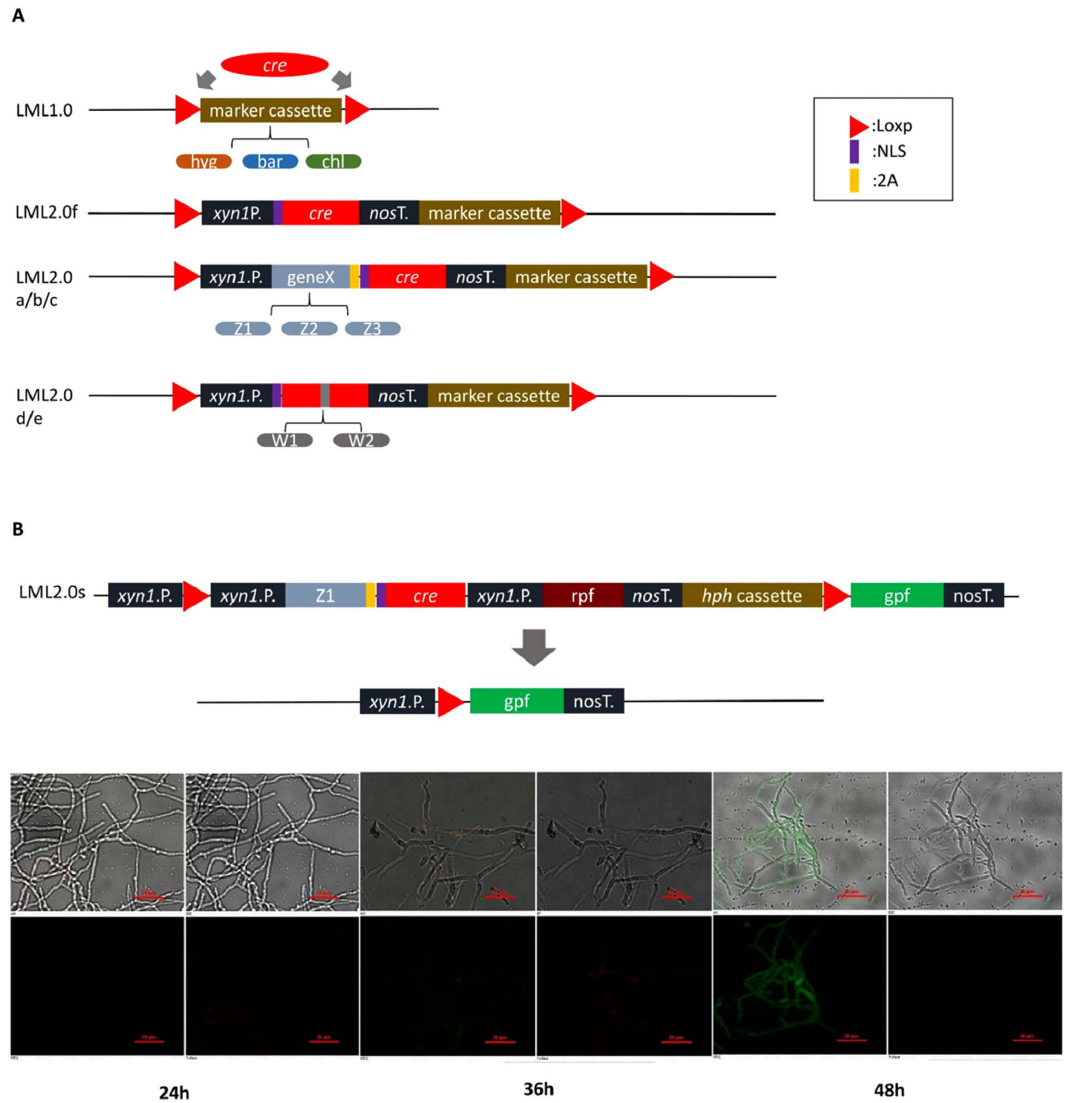 A
cre
LML1.0
marker cassette
hyg bar chl
:Loxp
:NLS
:2A
LML2.0f
xyn1P. cre nosT. marker cassette
LML2.0
a/b/c
xyn1.P. geneX cre nosT. marker cassette
Z1 Z2 Z3
LML2.0
d/e
xyn1.P. nosT. marker cassette
W1 W2
B
LML2.0s
xyn1.P. xyn1.P. Z1 cre xyn1.P. rpf nosT. hph cassette gpf nosT.
xyn1.P. gpf nosT.
24h 36h 48h